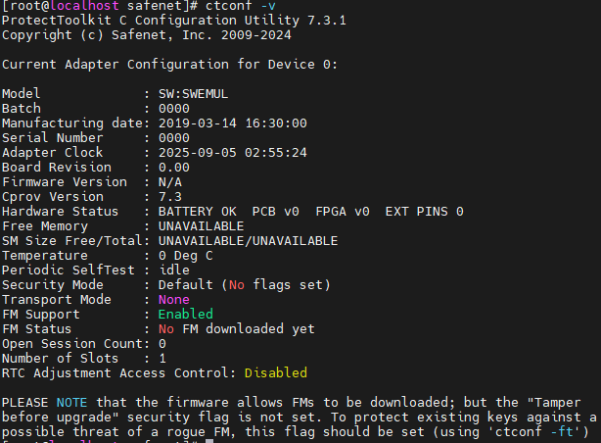 [root@localhost safenet]# ctconf -v
ProtectToolkit C Configuration Utility 7.3.1
Copyright (c) Safenet, Inc. 2009-2024
Current Adapter Configuration for Device 0:
Model           : SW:SWEMUL
Batch           : 0000
Manufacturing date: 2019-03-14 16:30:00
Serial Number   : 0000
Adapter Clock   : 2025-09-05 02:55:24
Board Revision  : 0.00
Firmware Version : N/A
Cprov Version   : 7.3
Hardware Status : BATTERY OK  PCB v0  FPGA v0  EXT PINS 0
Free Memory     : UNAVAILABLE
SM Size Free/Total: UNAVAILABLE/UNAVAILABLE
Temperature     : 0 Deg C
Periodic SelfTest : idle
Security Mode   : Default (No flags set)
Transport Mode  : None
FM Support      : Enabled
FM Status       : No FM downloaded yet
Open Session Count: 0
Number of Slots : 1
RTC Adjustment Access Control: Disabled
PLEASE NOTE that the firmware allows FMs to be downloaded; but the "Tamper
before upgrade" security flag is not set. To protect existing keys against a
possible threat of a rogue FM, this flag should be set (using 'ctconf -ft')